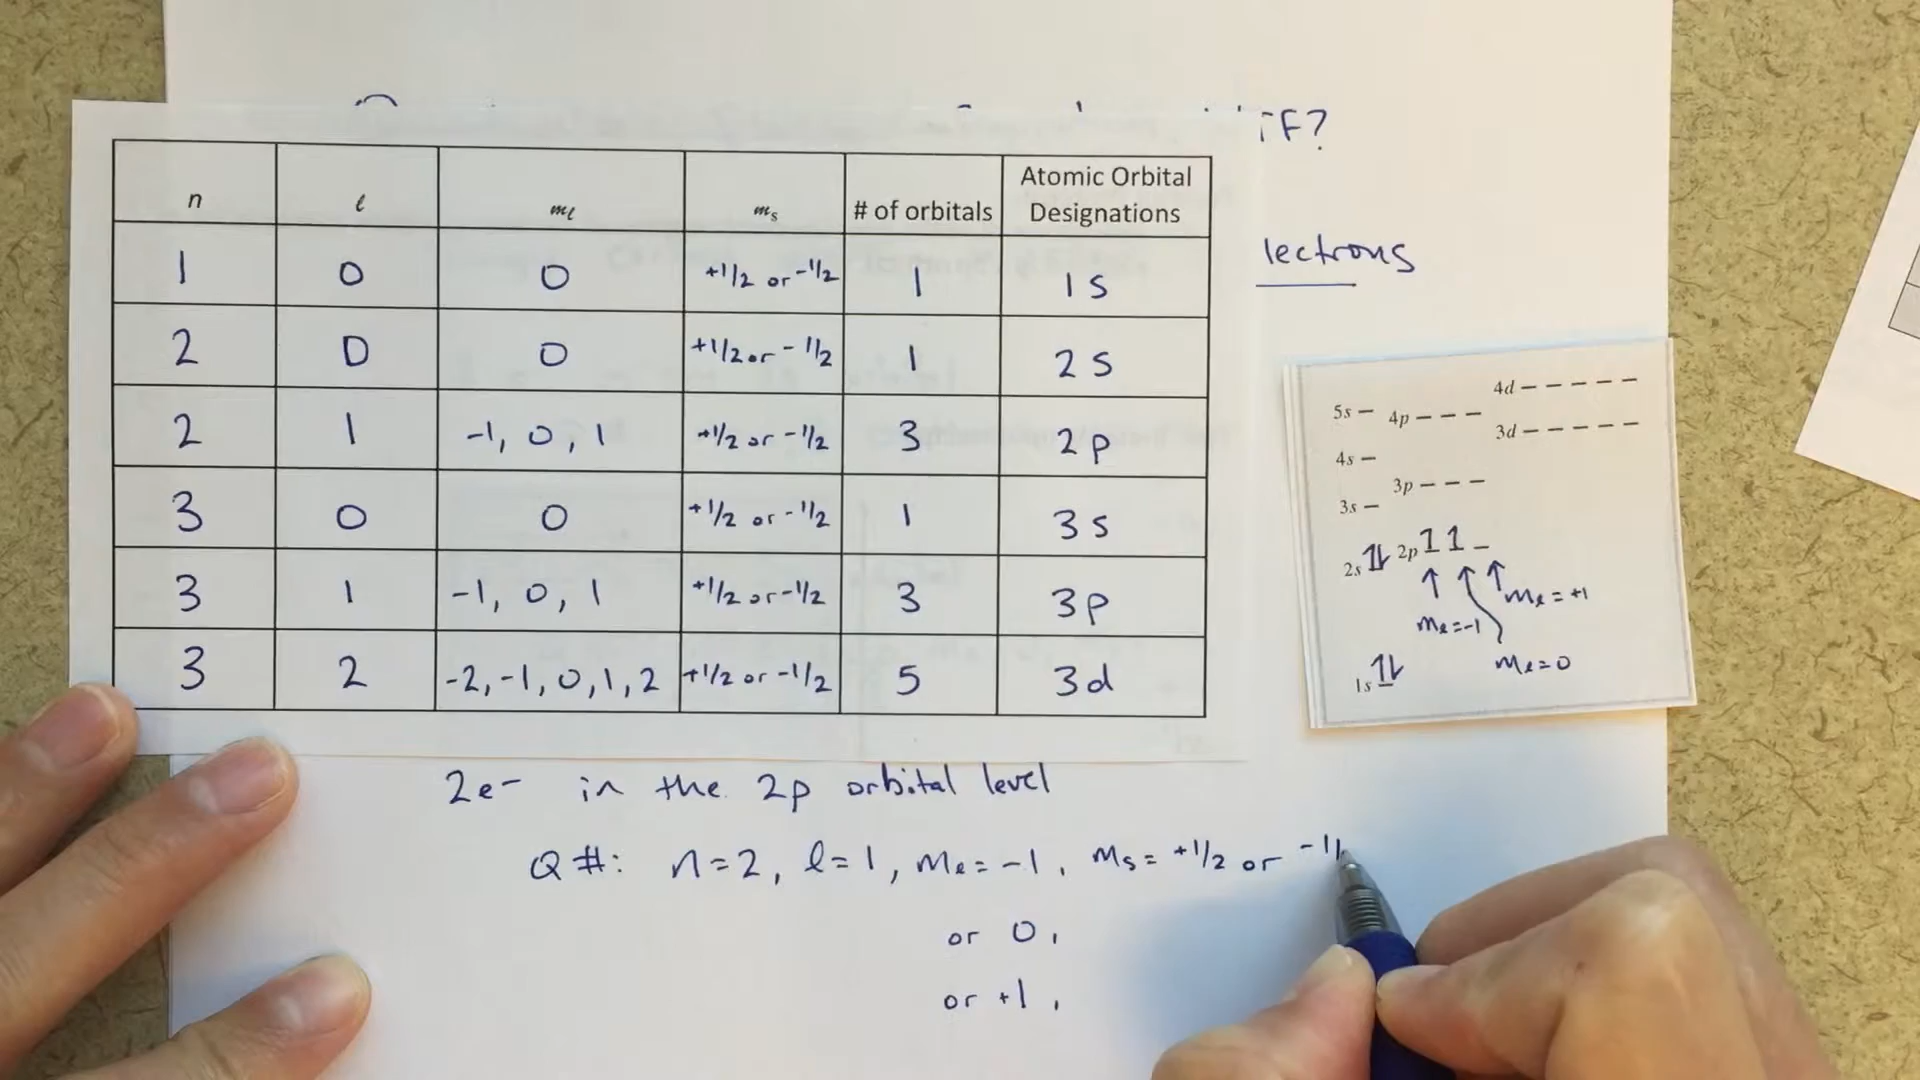 TF?
n ℓ mℓ ms # of orbitals Atomic Orbital Designations
1 0 0 +1/2 or -1/2 1 1s
2 0 0 +1/2 or - 1/2 1 2s
2 1 -1, 0, 1 +1/2 or -1/2 3 2p
3 0 0 +1/2 or -1/2 1 3s
3 1 -1, 0, 1 +1/2 or -1/2 3 3p
3 2 -2, -1, 0, 1, 2 +1/2 or -1/2 5 3d
lectrons
4d
5s 4p
3d
4s
3p
3s
2s 2p
mℓ = +1
mℓ = -1
mℓ = 0
1s
2e- in the 2p orbital level
Q #: n = 2, ℓ = 1, mℓ = -1, ms = +1/2 or -1/
or 0,
or +1,